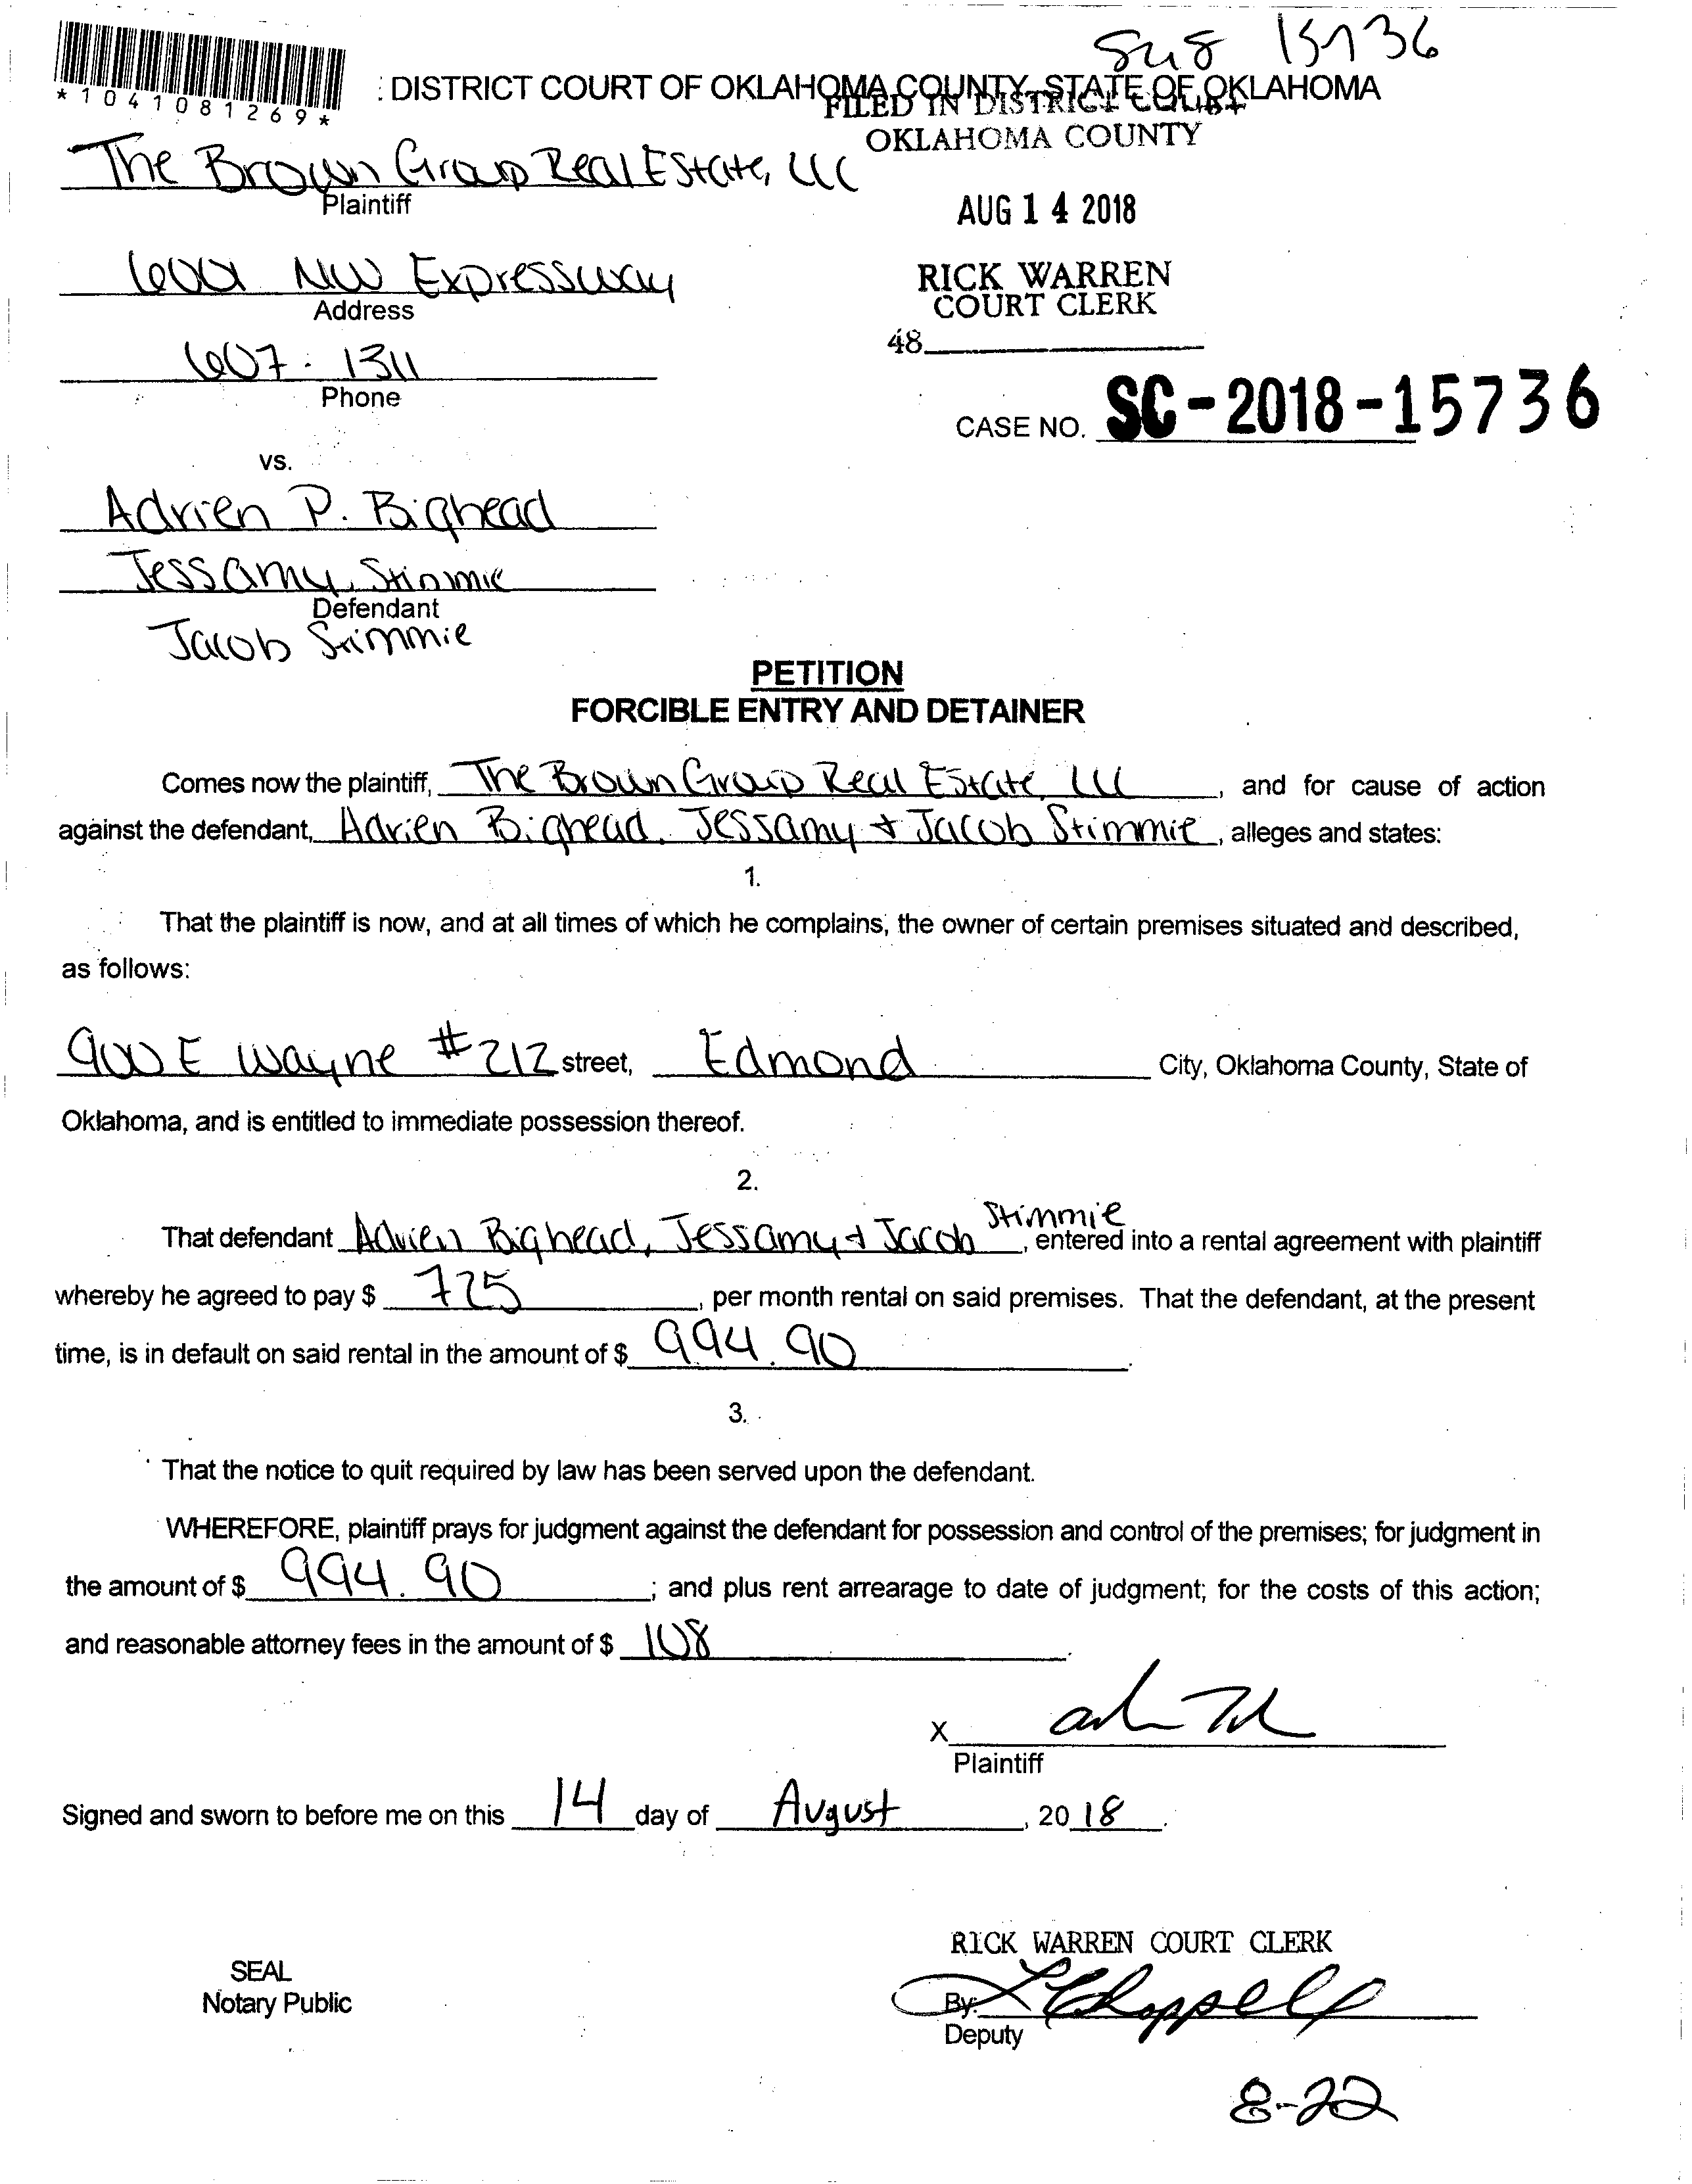 15736
*1041081269*
: DISTRICT COURT OF OKLAHOMA COUNTY, STATE OF OKLAHOMA
FILED IN DISTRICT COURT
OKLAHOMA COUNTY
The Brown Group Real Estate, LLC
Plaintiff
AUG 14 2018
NW Expressway
Address
RICK WARREN
COURT CLERK
48
607-1311
Phone
CASE NO. SC-2018-15736
vs.
Adrien P. Bighead
Jessamy Stimmie
Defendant
Jacob Stimmie
PETITION
FORCIBLE ENTRY AND DETAINER
Comes now the plaintiff, The Brown Group Real Estate, LLC, and for cause of action
against the defendant, Adrien Bighead, Jessamy & Jacob Stimmie, alleges and states:
1.
That the plaintiff is now, and at all times of which he complains, the owner of certain premises situated and described,
as follows:
900 E Wayne #212 street, Edmond City, Oklahoma County, State of
Oklahoma, and is entitled to immediate possession thereof.
2.
That defendant Adrien Bighead, Jessamy & Jacob Stimmie, entered into a rental agreement with plaintiff
whereby he agreed to pay $ 725, per month rental on said premises. That the defendant, at the present
time, is in default on said rental in the amount of $ 994.90.
3.
That the notice to quit required by law has been served upon the defendant.
WHEREFORE, plaintiff prays for judgment against the defendant for possession and control of the premises; for judgment in
the amount of $ 994.90; and plus rent arrearage to date of judgment; for the costs of this action;
and reasonable attorney fees in the amount of $ 108.
X
Plaintiff
Signed and sworn to before me on this 14 day of August, 2018.
RICK WARREN COURT CLERK
SEAL
Notary Public
By: Chappell
Deputy
8-22